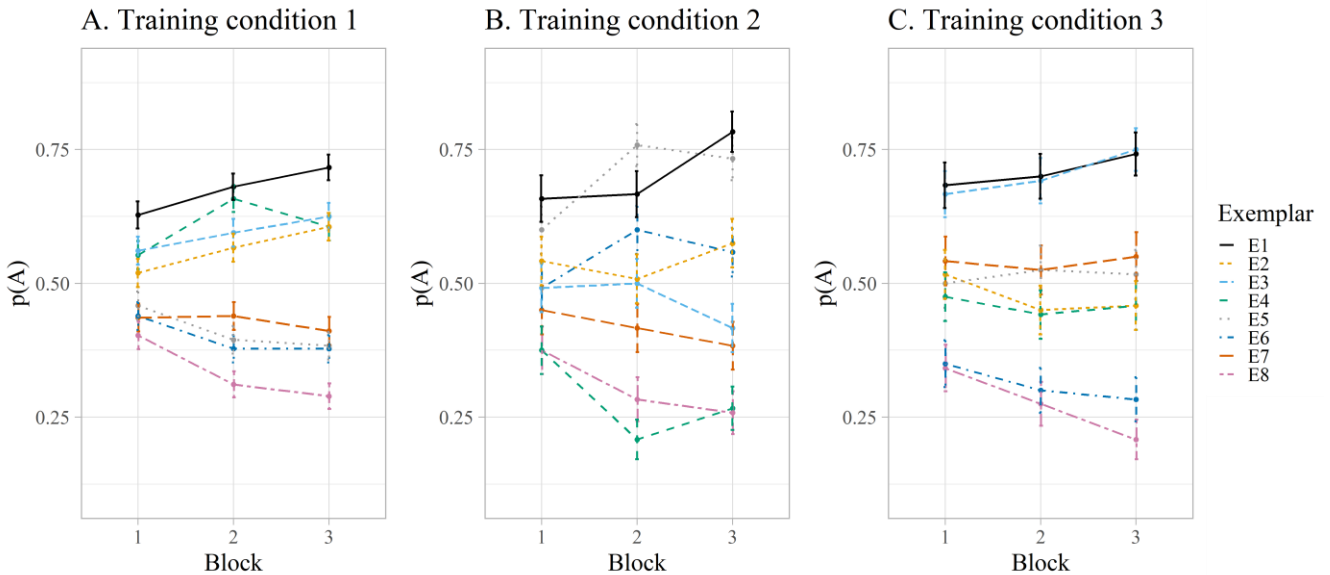 A. Training condition 1
B. Training condition 2
C. Training condition 3
p(A)
0.75
0.50
0.25
1 2 3
Block
p(A)
0.75
0.50
0.25
1 2 3
Block
p(A)
0.75
0.50
0.25
1 2 3
Block
Exemplar
E1
E2
E3
E4
E5
E6
E7
E8